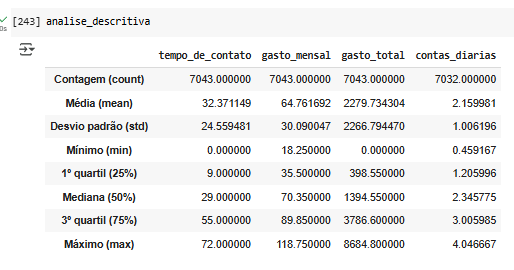 [243] analise_descritiva
0s
tempo_de_contato gasto_mensal gasto_total contas_diarias
Contagem (count) 7043.000000 7043.000000 7043.000000 7032.000000
Média (mean) 32.371149 64.761692 2279.734304 2.159981
Desvio padrão (std) 24.559481 30.090047 2266.794470 1.006196
Mínimo (min) 0.000000 18.250000 0.000000 0.459167
1º quartil (25%) 9.000000 35.500000 398.550000 1.205996
Mediana (50%) 29.000000 70.350000 1394.550000 2.345775
3º quartil (75%) 55.000000 89.850000 3786.600000 3.005985
Máximo (max) 72.000000 118.750000 8684.800000 4.046667